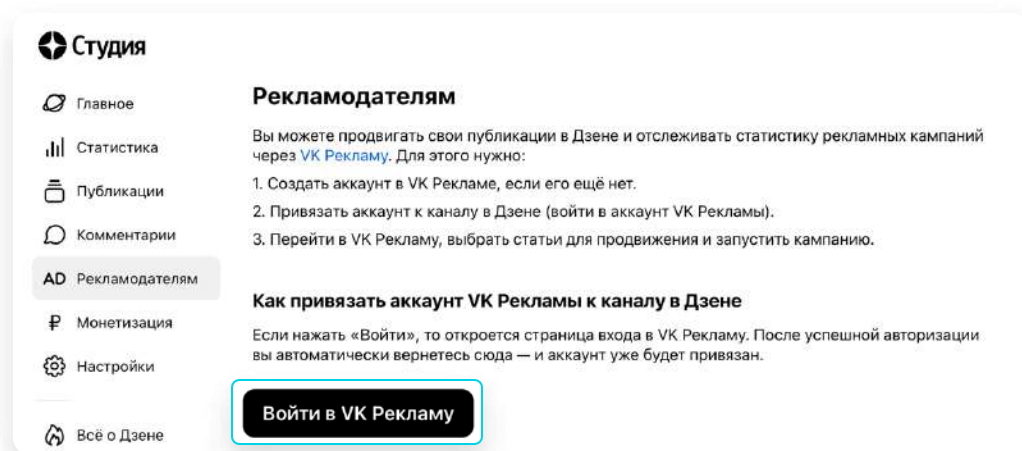 Студия
Главное
Статистика
Публикации
Комментарии
AD Рекламодателям
₽ Монетизация
Настройки
Всё о Дзене
Рекламодателям
Вы можете продвигать свои публикации в Дзене и отслеживать статистику рекламных кампаний
через VK Рекламу. Для этого нужно:
1. Создать аккаунт в VK Рекламе, если его ещё нет.
2. Привязать аккаунт к каналу в Дзене (войти в аккаунт VK Рекламы).
3. Перейти в VK Рекламу, выбрать статьи для продвижения и запустить кампанию.
Как привязать аккаунт VK Рекламы к каналу в Дзене
Если нажать «Войти», то откроется страница входа в VK Рекламу. После успешной авторизации
вы автоматически вернетесь сюда — и аккаунт уже будет привязан.
Войти в VK Рекламу